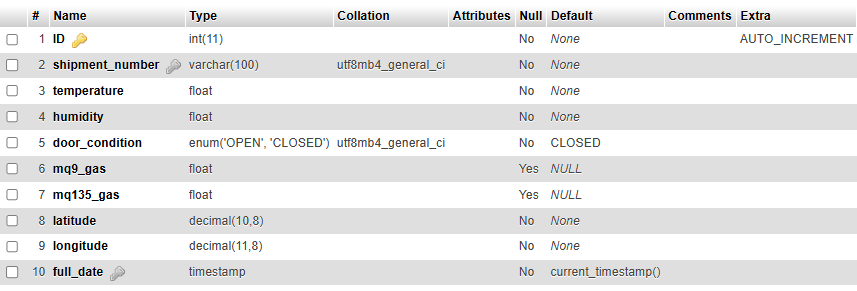 # Name Type Collation Attributes Null Default Comments Extra
1 ID int(11) No None AUTO_INCREMENT
2 shipment_number varchar(100) utf8mb4_general_ci No None
3 temperature float No None
4 humidity float No None
5 door_condition enum('OPEN', 'CLOSED') utf8mb4_general_ci No CLOSED
6 mq9_gas float Yes NULL
7 mq135_gas float Yes NULL
8 latitude decimal(10,8) No None
9 longitude decimal(11,8) No None
10 full_date timestamp No current_timestamp()